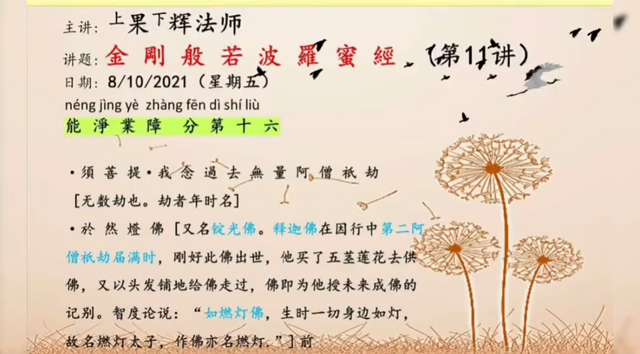 主讲：上果下辉法师
讲题：金剛般若波羅蜜經（第11讲）
日期：8/10/2021（星期五）
néng jìng yè zhàng fēn dì shí liù
能淨業障 分第十六
·須菩提·我念過去無量阿僧祇劫
[无数劫也。劫者年时名]
·於然燈佛[又名锭光佛。释迦佛在因行中第二阿
僧祇劫届满时，刚好此佛出世，他买了五茎莲花去供
佛，又以头发铺地给佛走过，佛即为他授未来成佛的
记别。智度论说：“如燃灯佛，生时一切身边如灯，
故名燃灯太子，作佛亦名燃灯.”]前